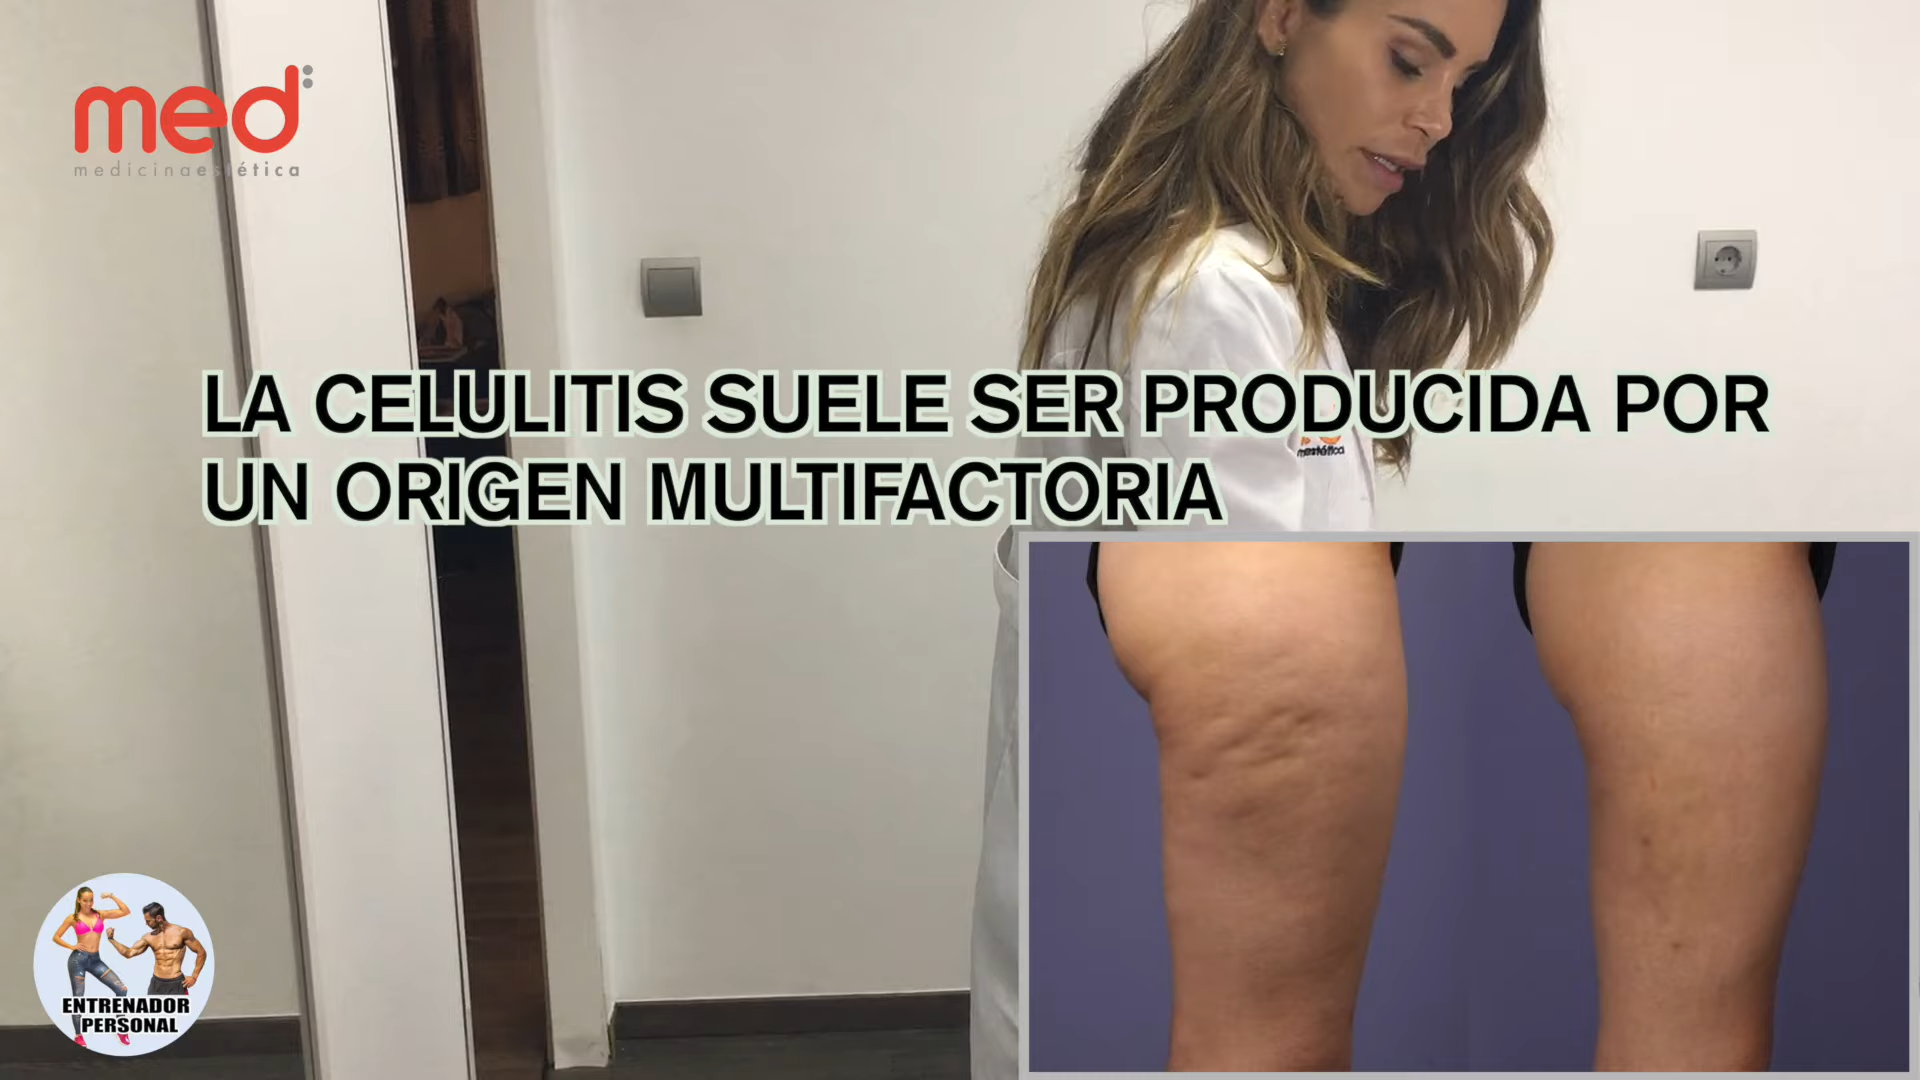 med
medicinaestética
LA CELULITIS SUELE SER PRODUCIDA POR
UN ORIGEN MULTIFACTORIA
ENTRENADOR
PERSONAL